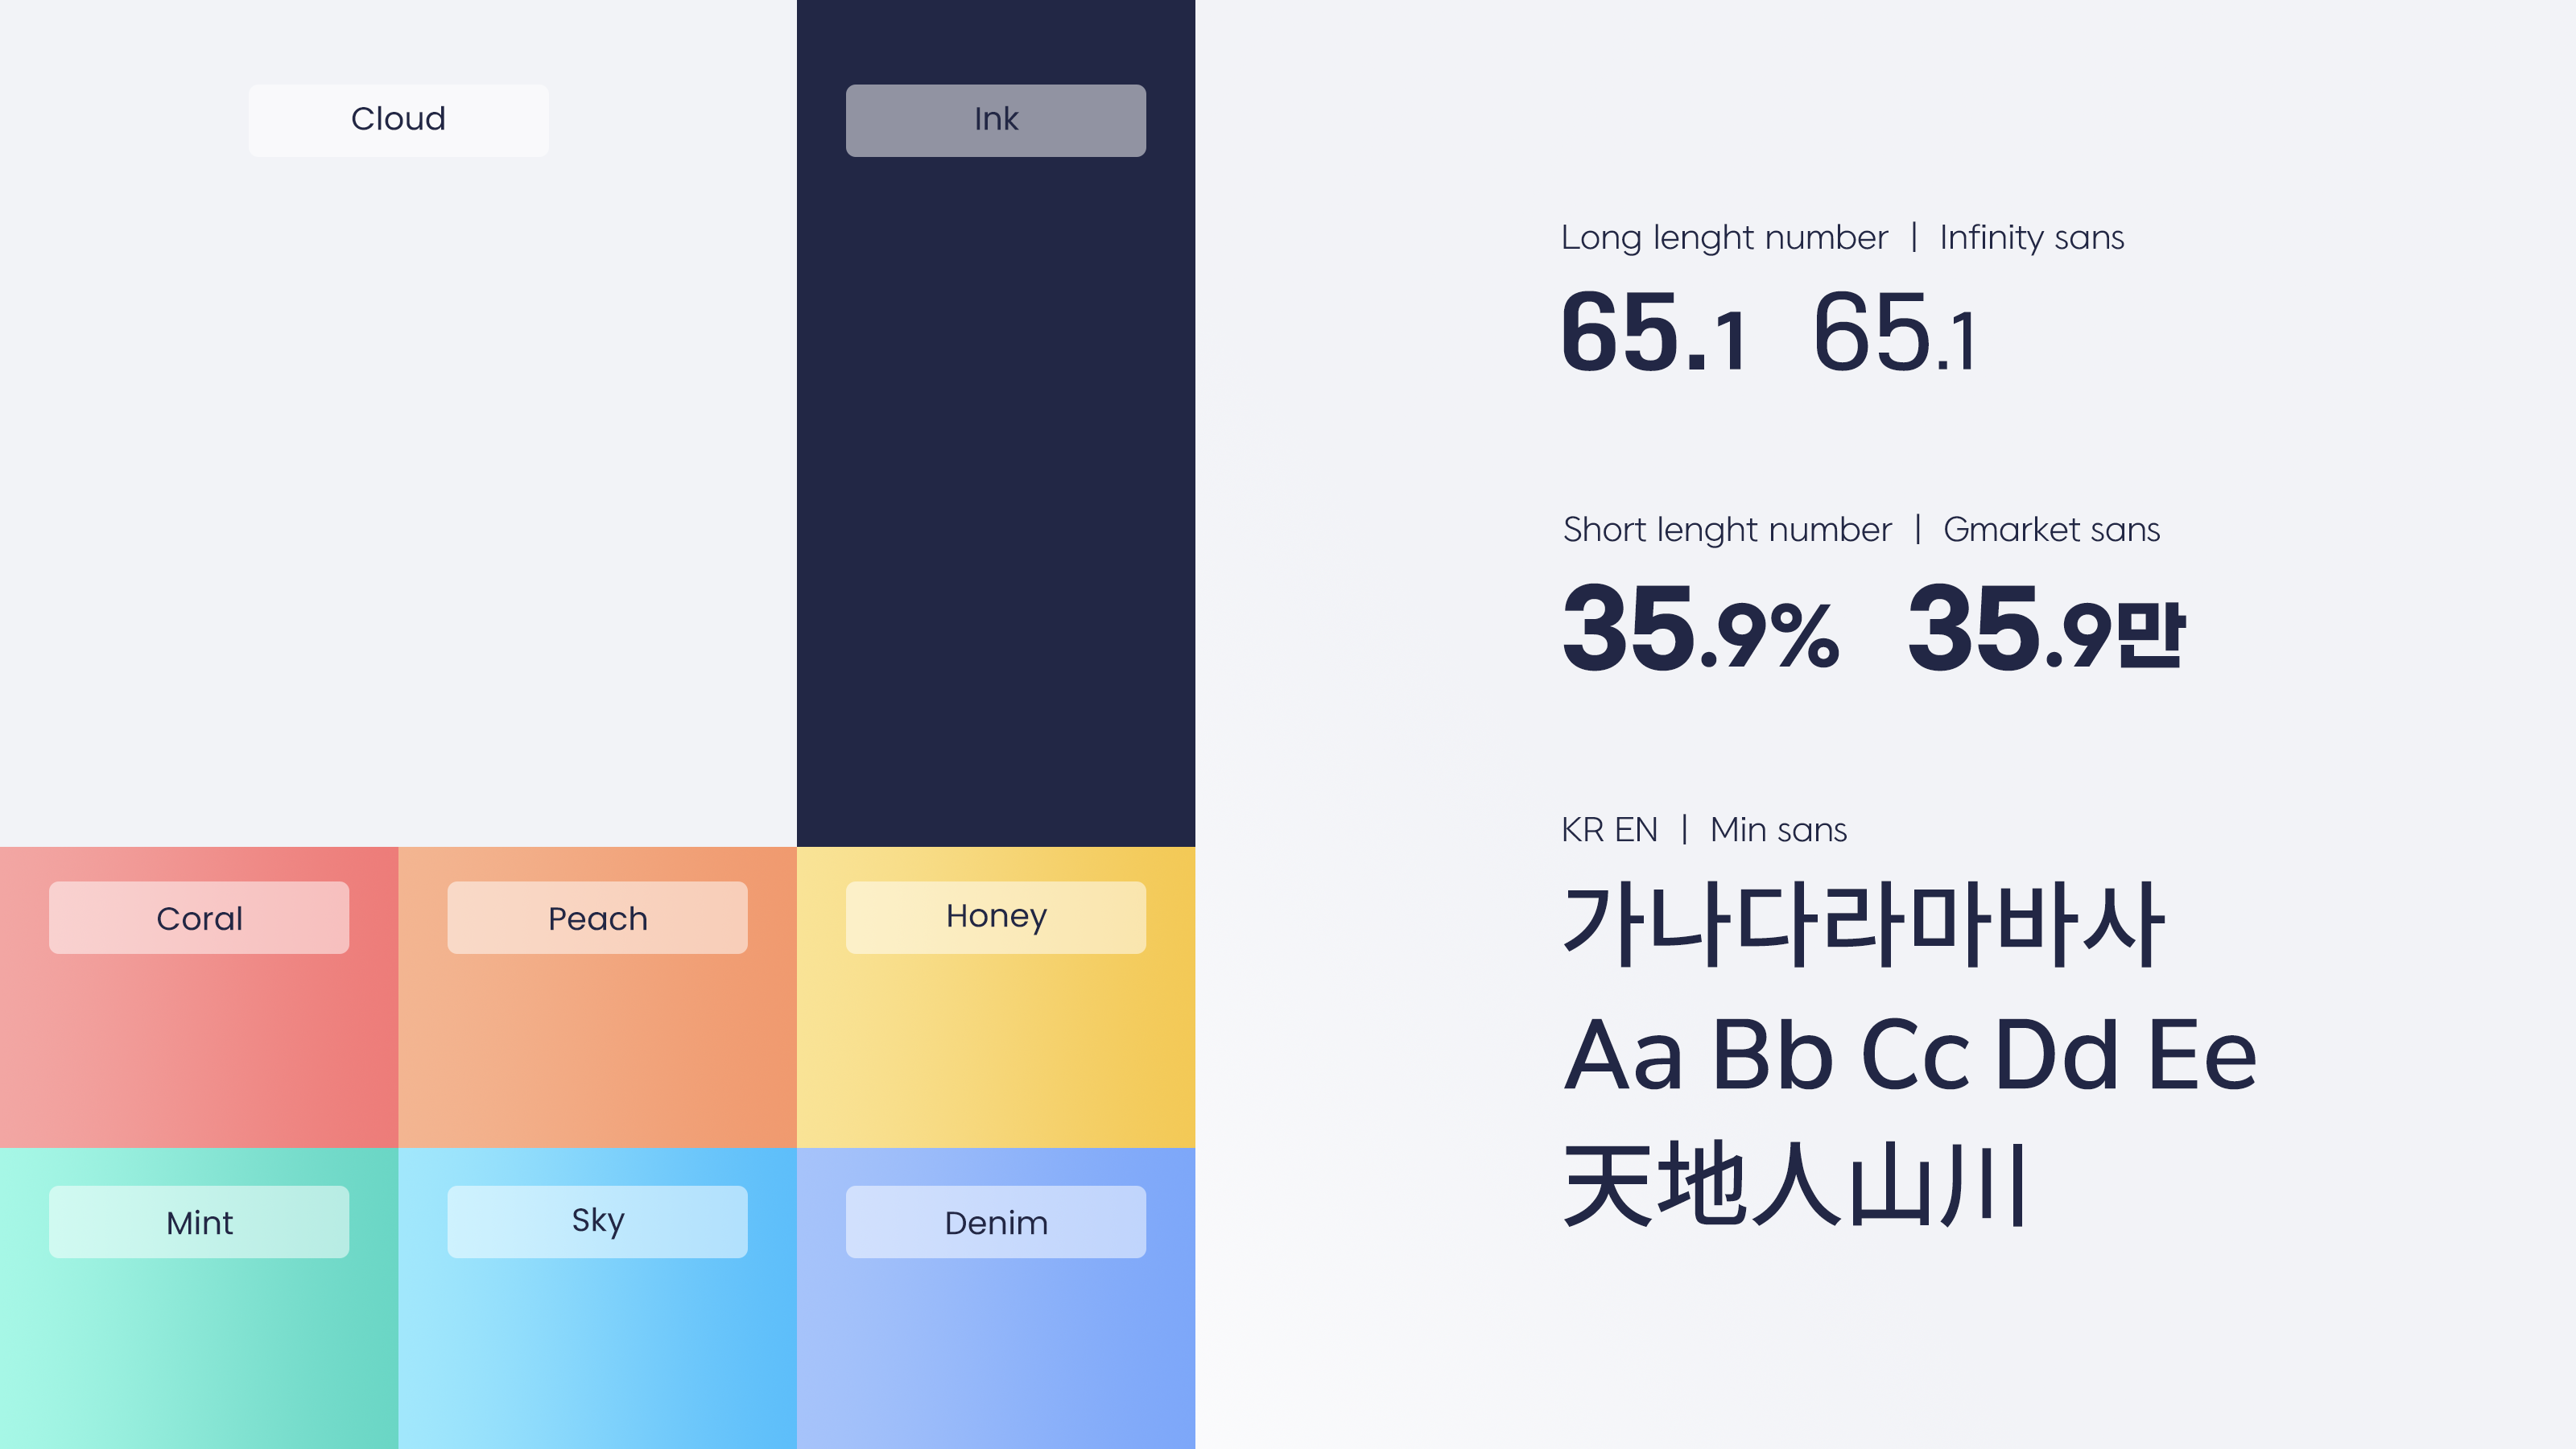 Cloud
Ink
Coral
Peach
Honey
Mint
Sky
Denim
Long lenght number | Infinity sans
65.1 65.1
Short lenght number | Gmarket sans
35.9% 35.9만
KR EN | Min sans
가나다라마바사
Aa Bb Cc Dd Ee
天地人山川